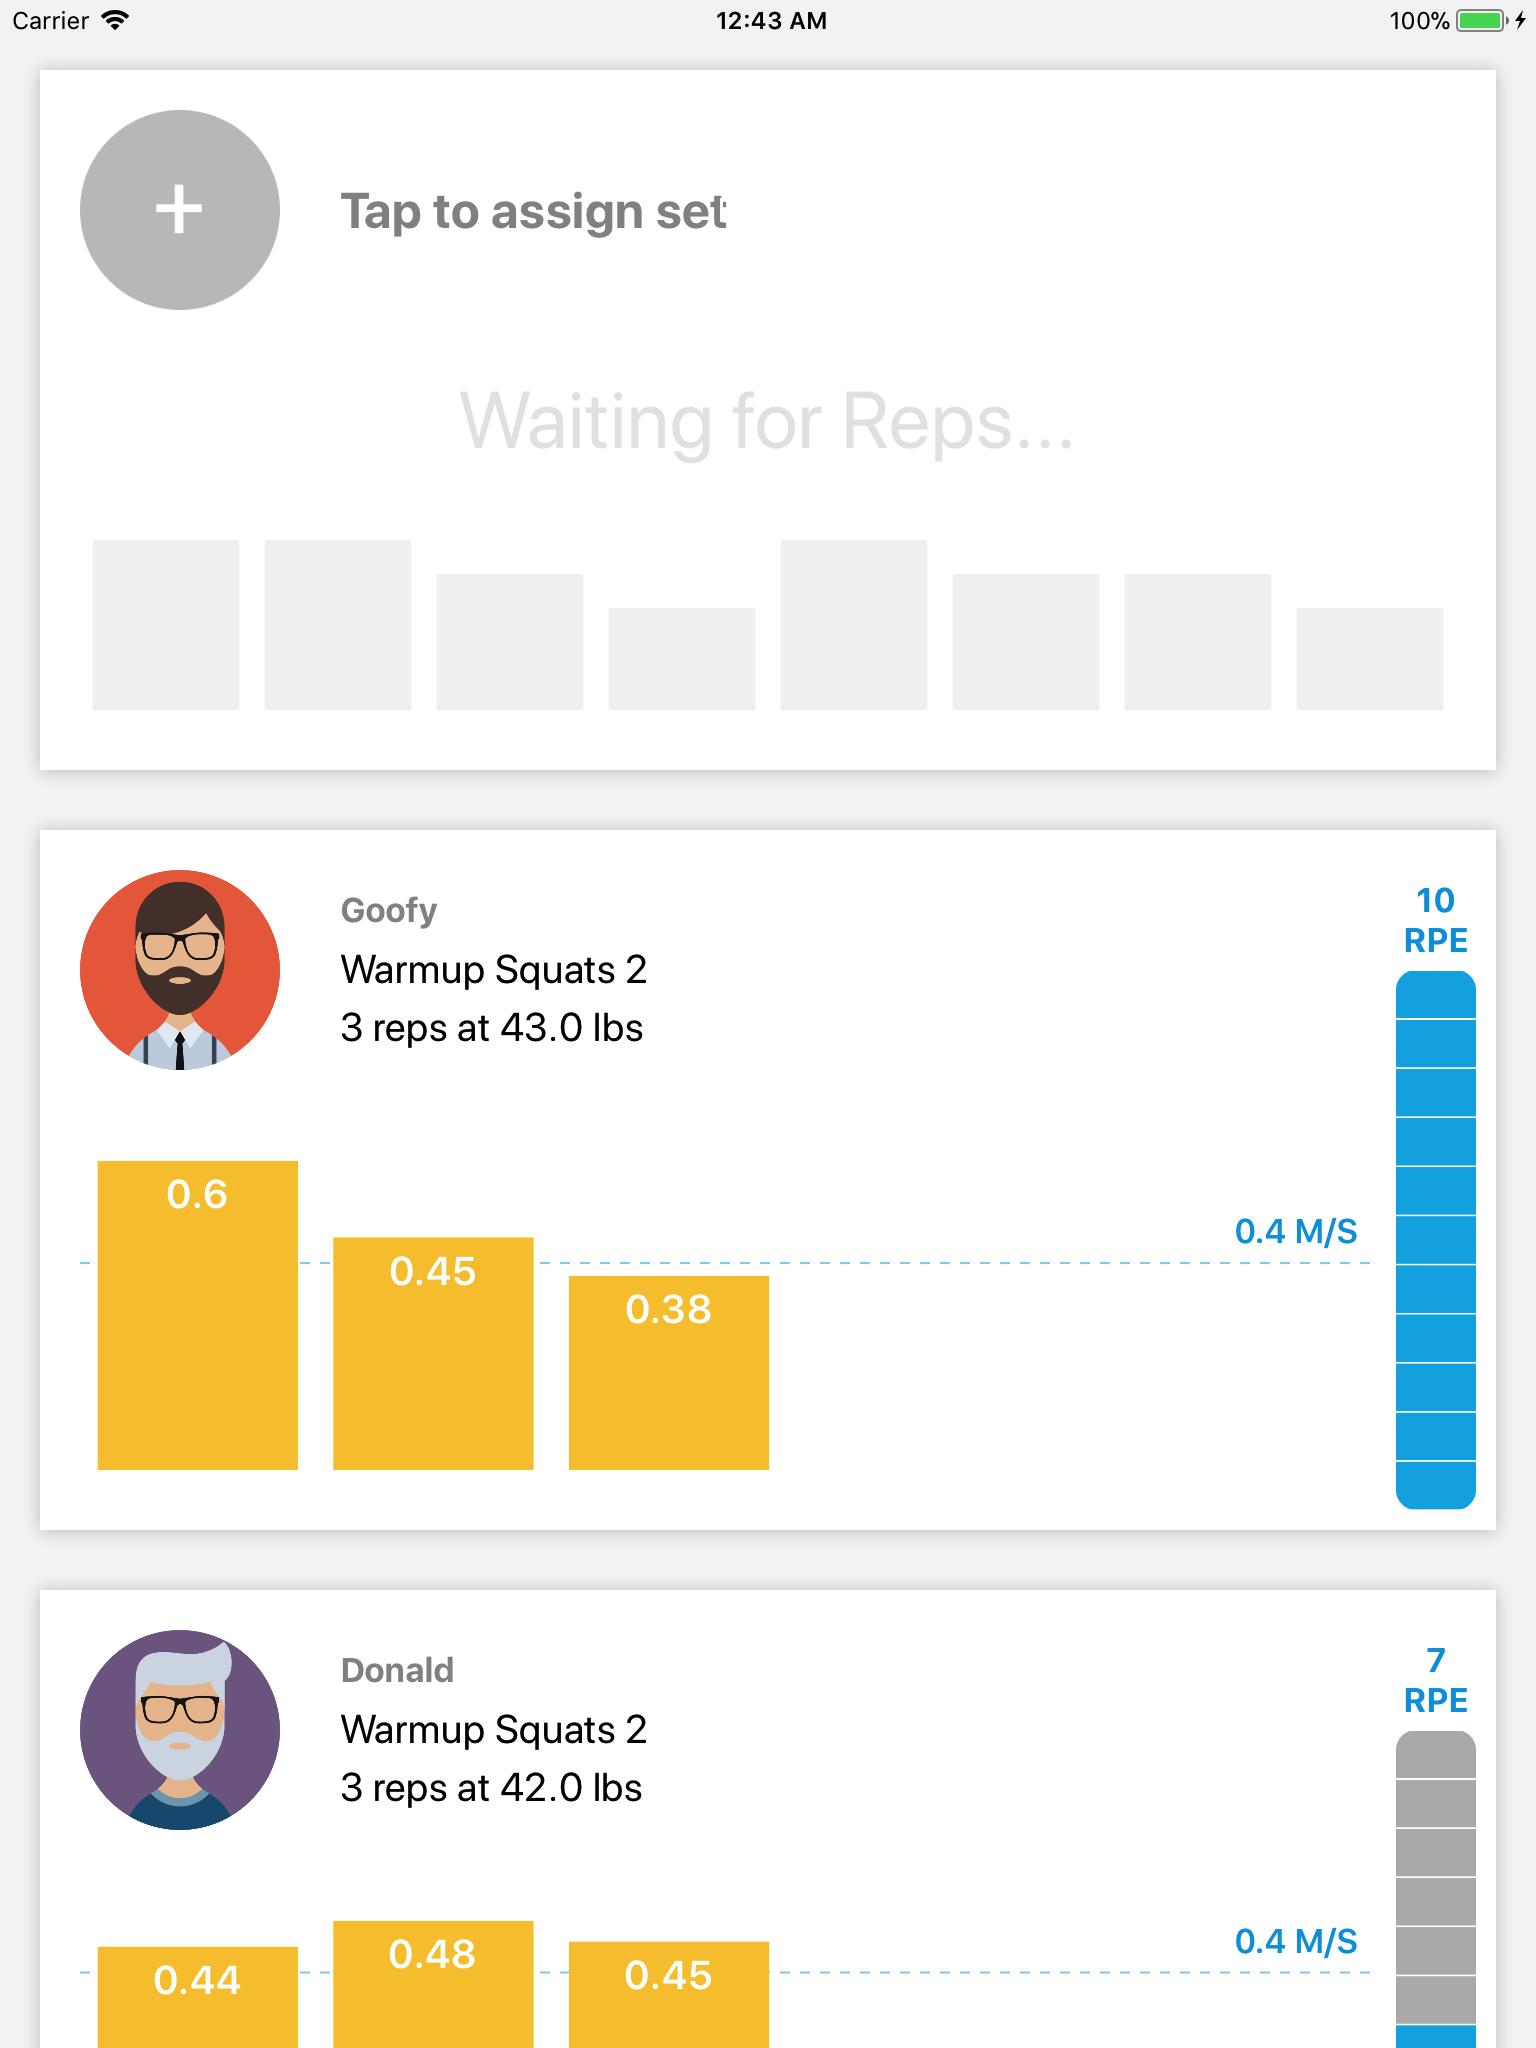 Carrier 12:43 AM 100%
Tap to assign set
Waiting for Reps...
Goofy
Warmup Squats 2
3 reps at 43.0 lbs
10
RPE
0.6
0.45
0.38
0.4 M/S
Donald
Warmup Squats 2
3 reps at 42.0 lbs
7
RPE
0.44
0.48
0.45
0.4 M/S